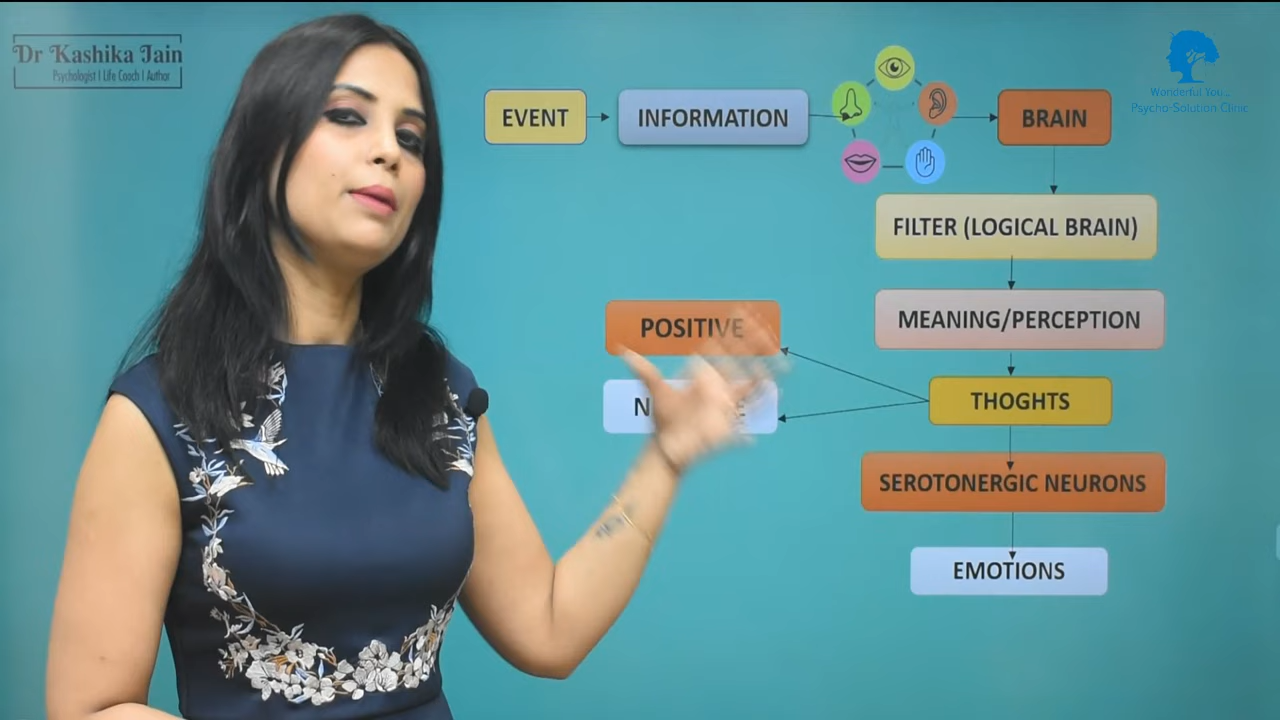 Dr Kashika Jain
Psychologist | Life Coach | Author
EVENT
INFORMATION
BRAIN
Wonderful You...
Psycho-Solution Clinic
FILTER (LOGICAL BRAIN)
MEANING/PERCEPTION
POSITIVE
THOGHTS
SEROTONERGIC NEURONS
EMOTIONS